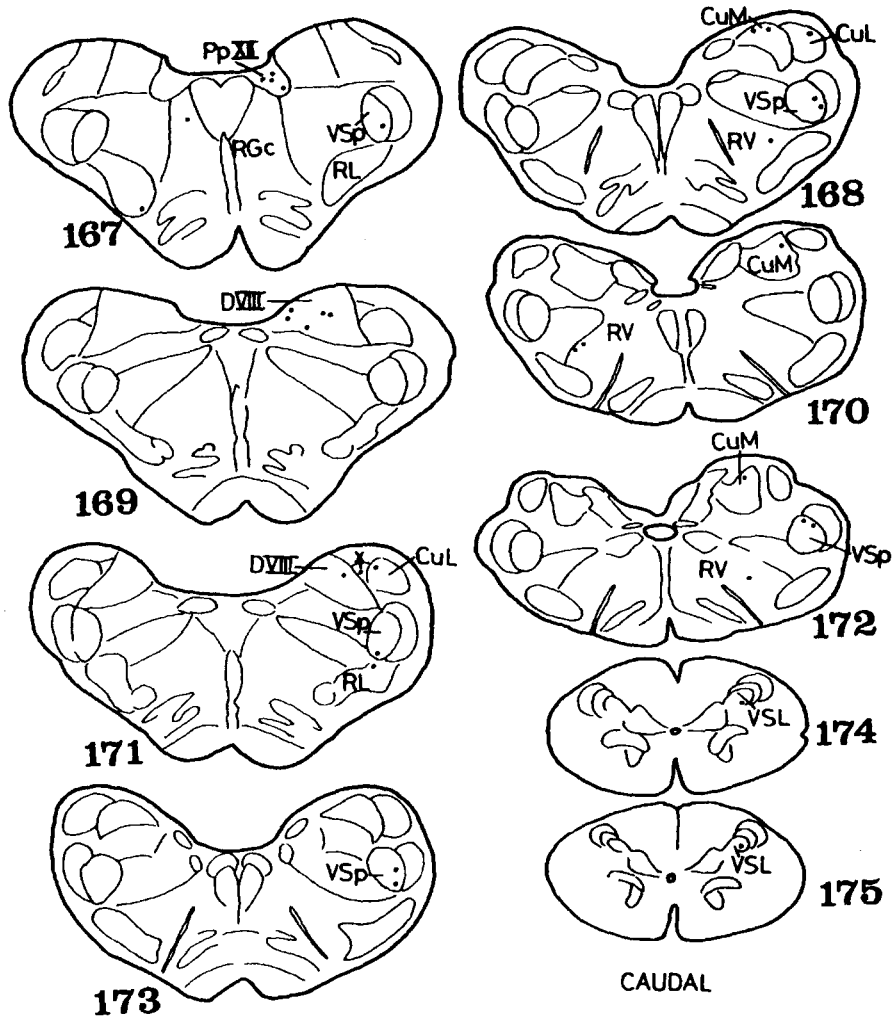 PpXII
VSp
RGc
RL
167
CuM
CuL
VSp
RV
168
DVIII
169
CuM
RV
170
DVIII
X
CuL
VSp
RL
171
CuM
VSp
RV
172
VSp
173
VSL
174
VSL
175
CAUDAL